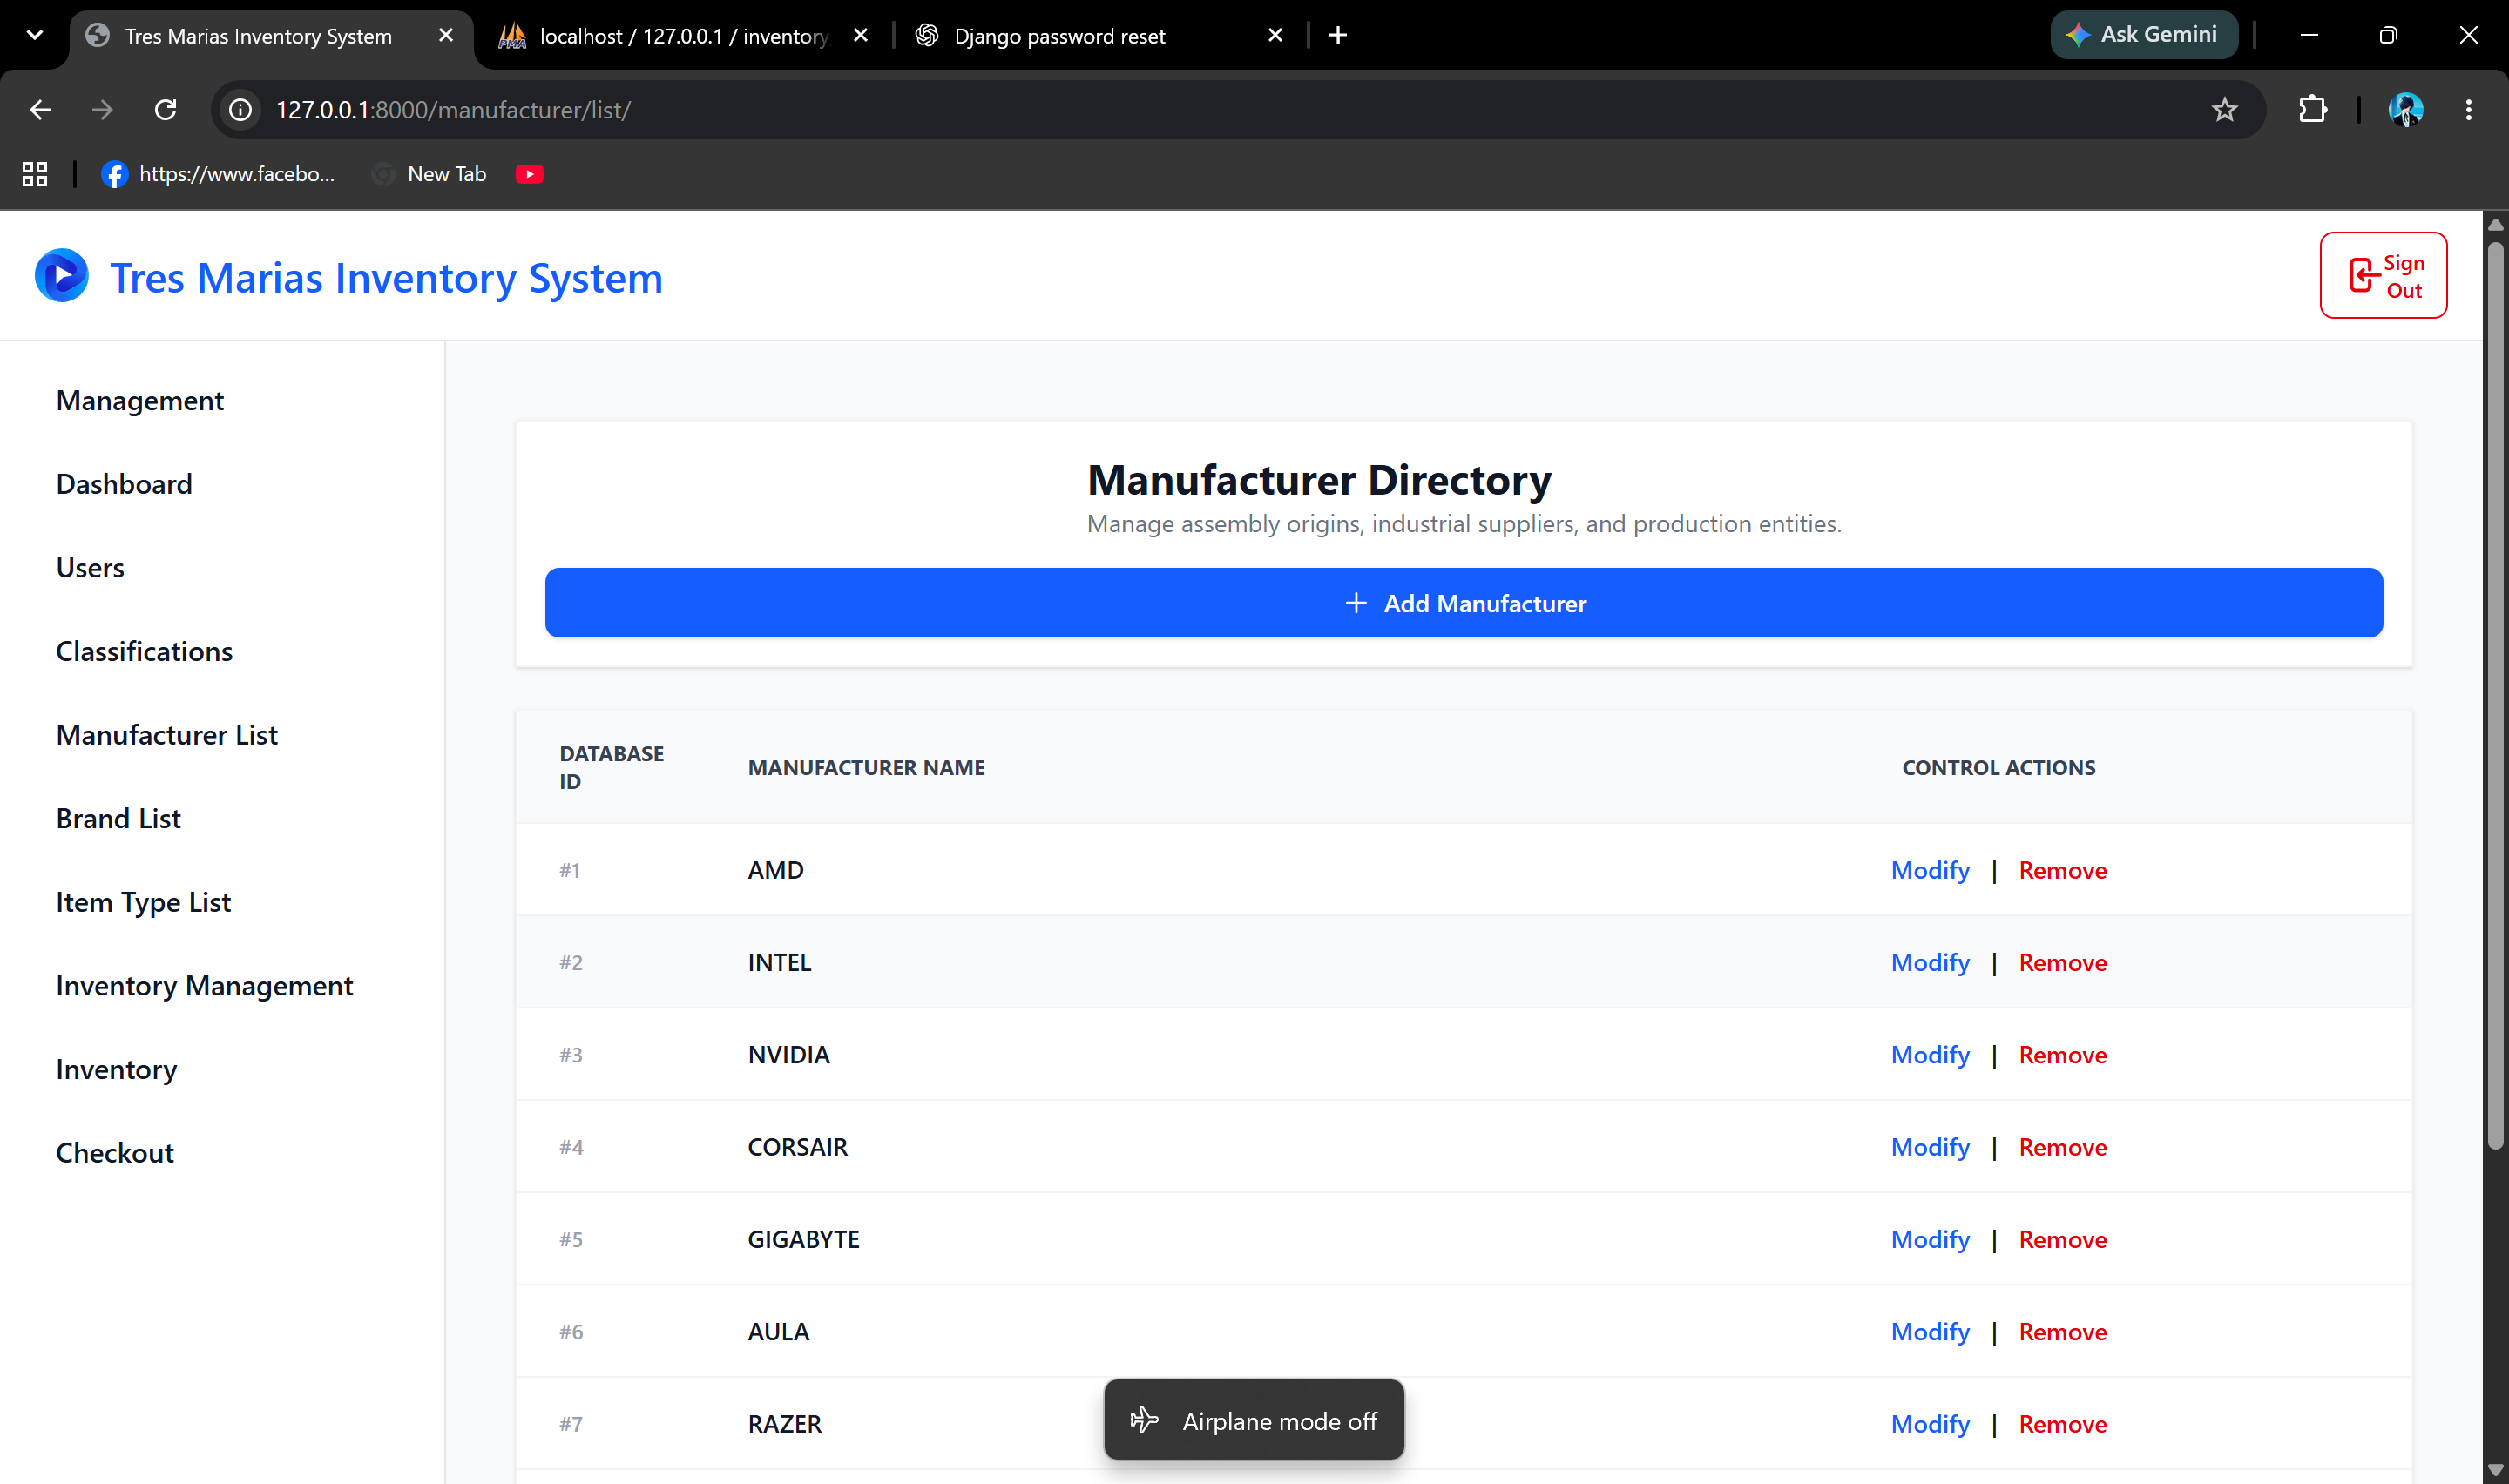 Tres Marias Inventory System
localhost / 127.0.0.1 / inventory
Django password reset
Ask Gemini
127.0.0.1:8000/manufacturer/list/
https://www.facebo...
New Tab
Tres Marias Inventory System
Sign
Out
Management
Dashboard
Users
Classifications
Manufacturer List
Brand List
Item Type List
Inventory Management
Inventory
Checkout
Manufacturer Directory
Manage assembly origins, industrial suppliers, and production entities.
+ Add Manufacturer
DATABASE
ID
MANUFACTURER NAME
CONTROL ACTIONS
#1 AMD Modify | Remove
#2 INTEL Modify | Remove
#3 NVIDIA Modify | Remove
#4 CORSAIR Modify | Remove
#5 GIGABYTE Modify | Remove
#6 AULA Modify | Remove
#7 RAZER Modify | Remove
Airplane mode off